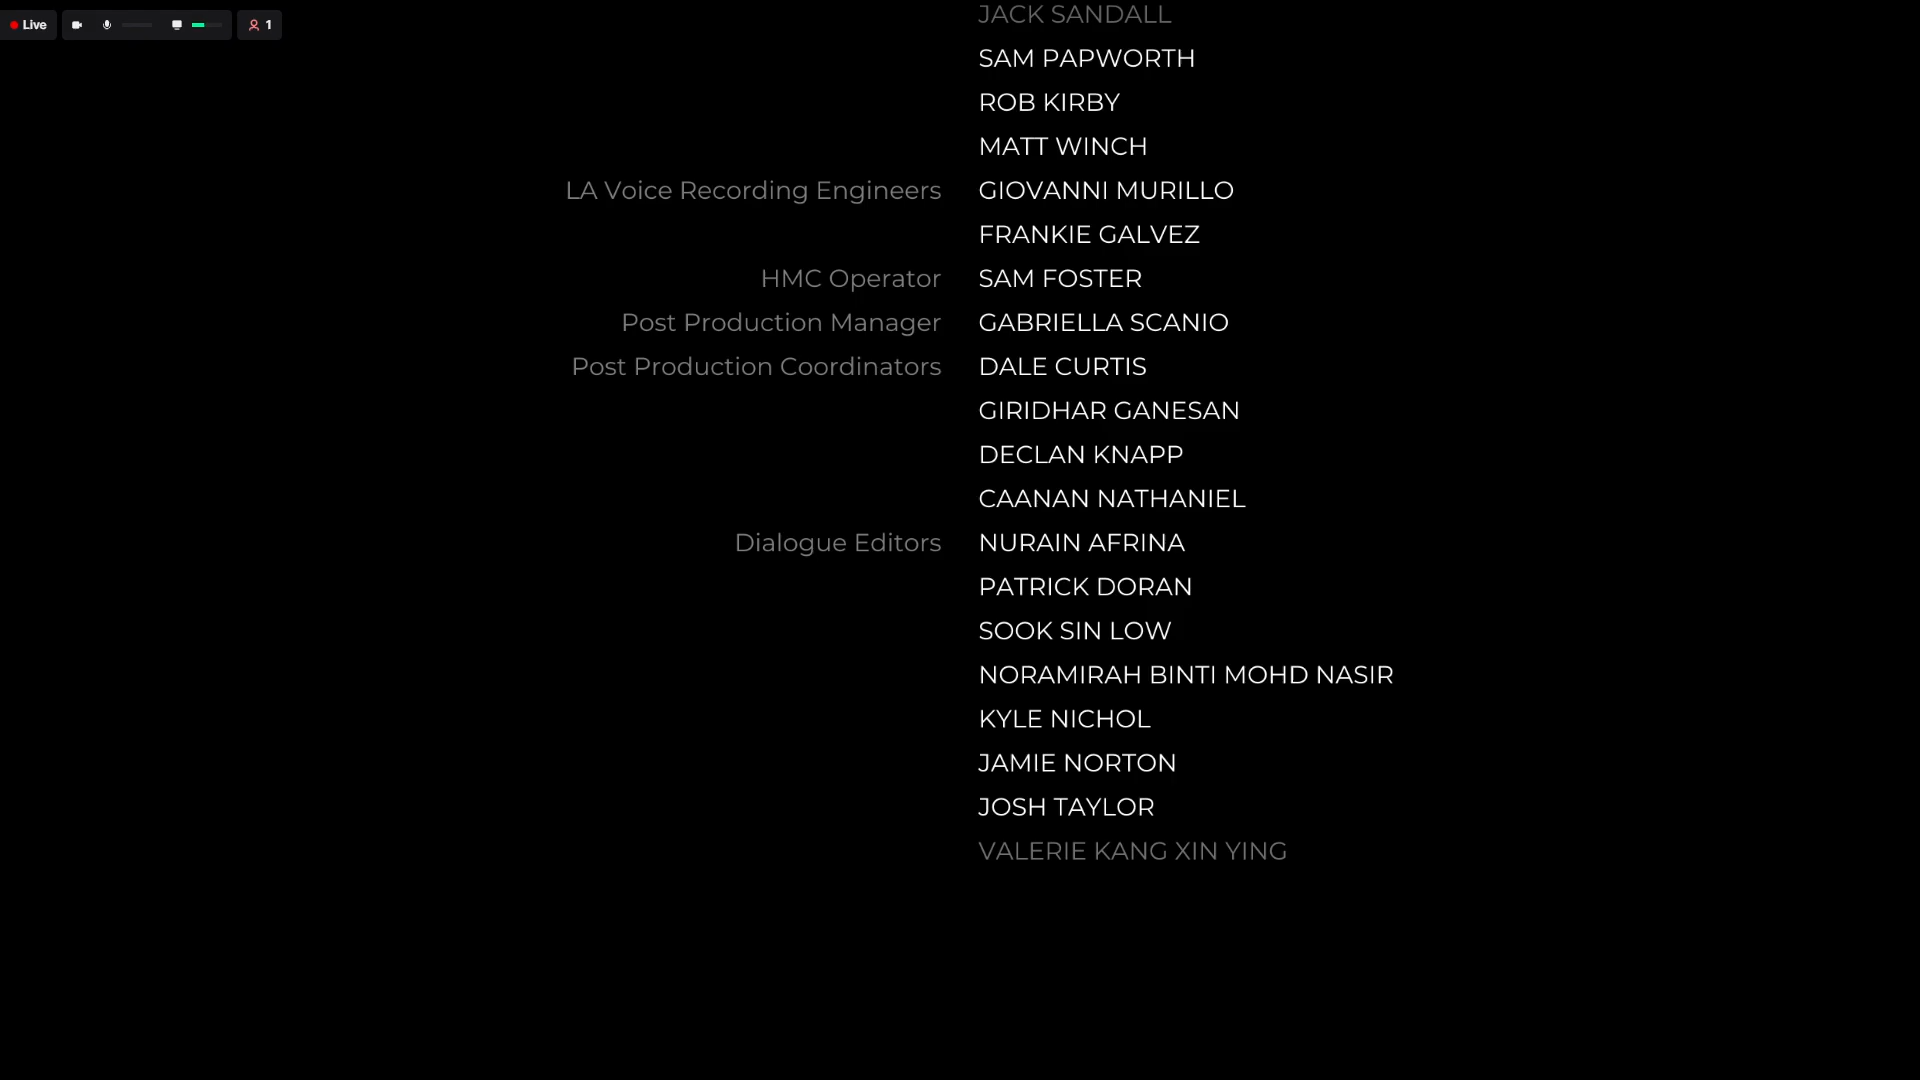 Live 1
JACK SANDALL
SAM PAPWORTH
ROB KIRBY
MATT WINCH
LA Voice Recording Engineers GIOVANNI MURILLO
FRANKIE GALVEZ
HMC Operator SAM FOSTER
Post Production Manager GABRIELLA SCANIO
Post Production Coordinators DALE CURTIS
GIRIDHAR GANESAN
DECLAN KNAPP
CAANAN NATHANIEL
Dialogue Editors NURAIN AFRINA
PATRICK DORAN
SOOK SIN LOW
NORAMIRAH BINTI MOHD NASIR
KYLE NICHOL
JAMIE NORTON
JOSH TAYLOR
VALERIE KANG XIN YING